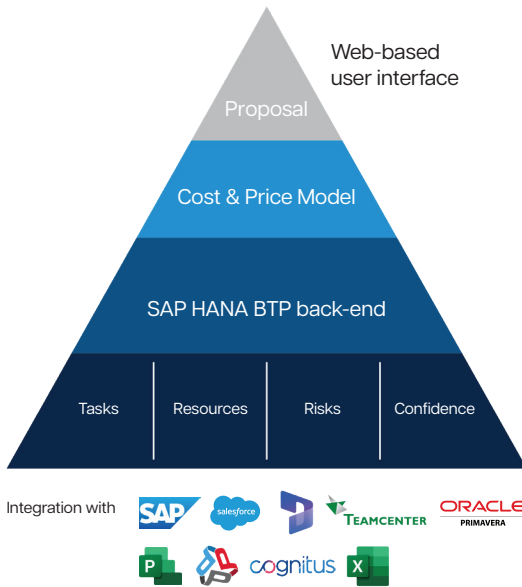 Web-based
user interface
Proposal
Cost & Price Model
SAP HANA BTP back-end
Tasks Resources Risks Confidence
Integration with SAP salesforce TEAMCENTER ORACLE
PRIMAVERA
P cognitus X